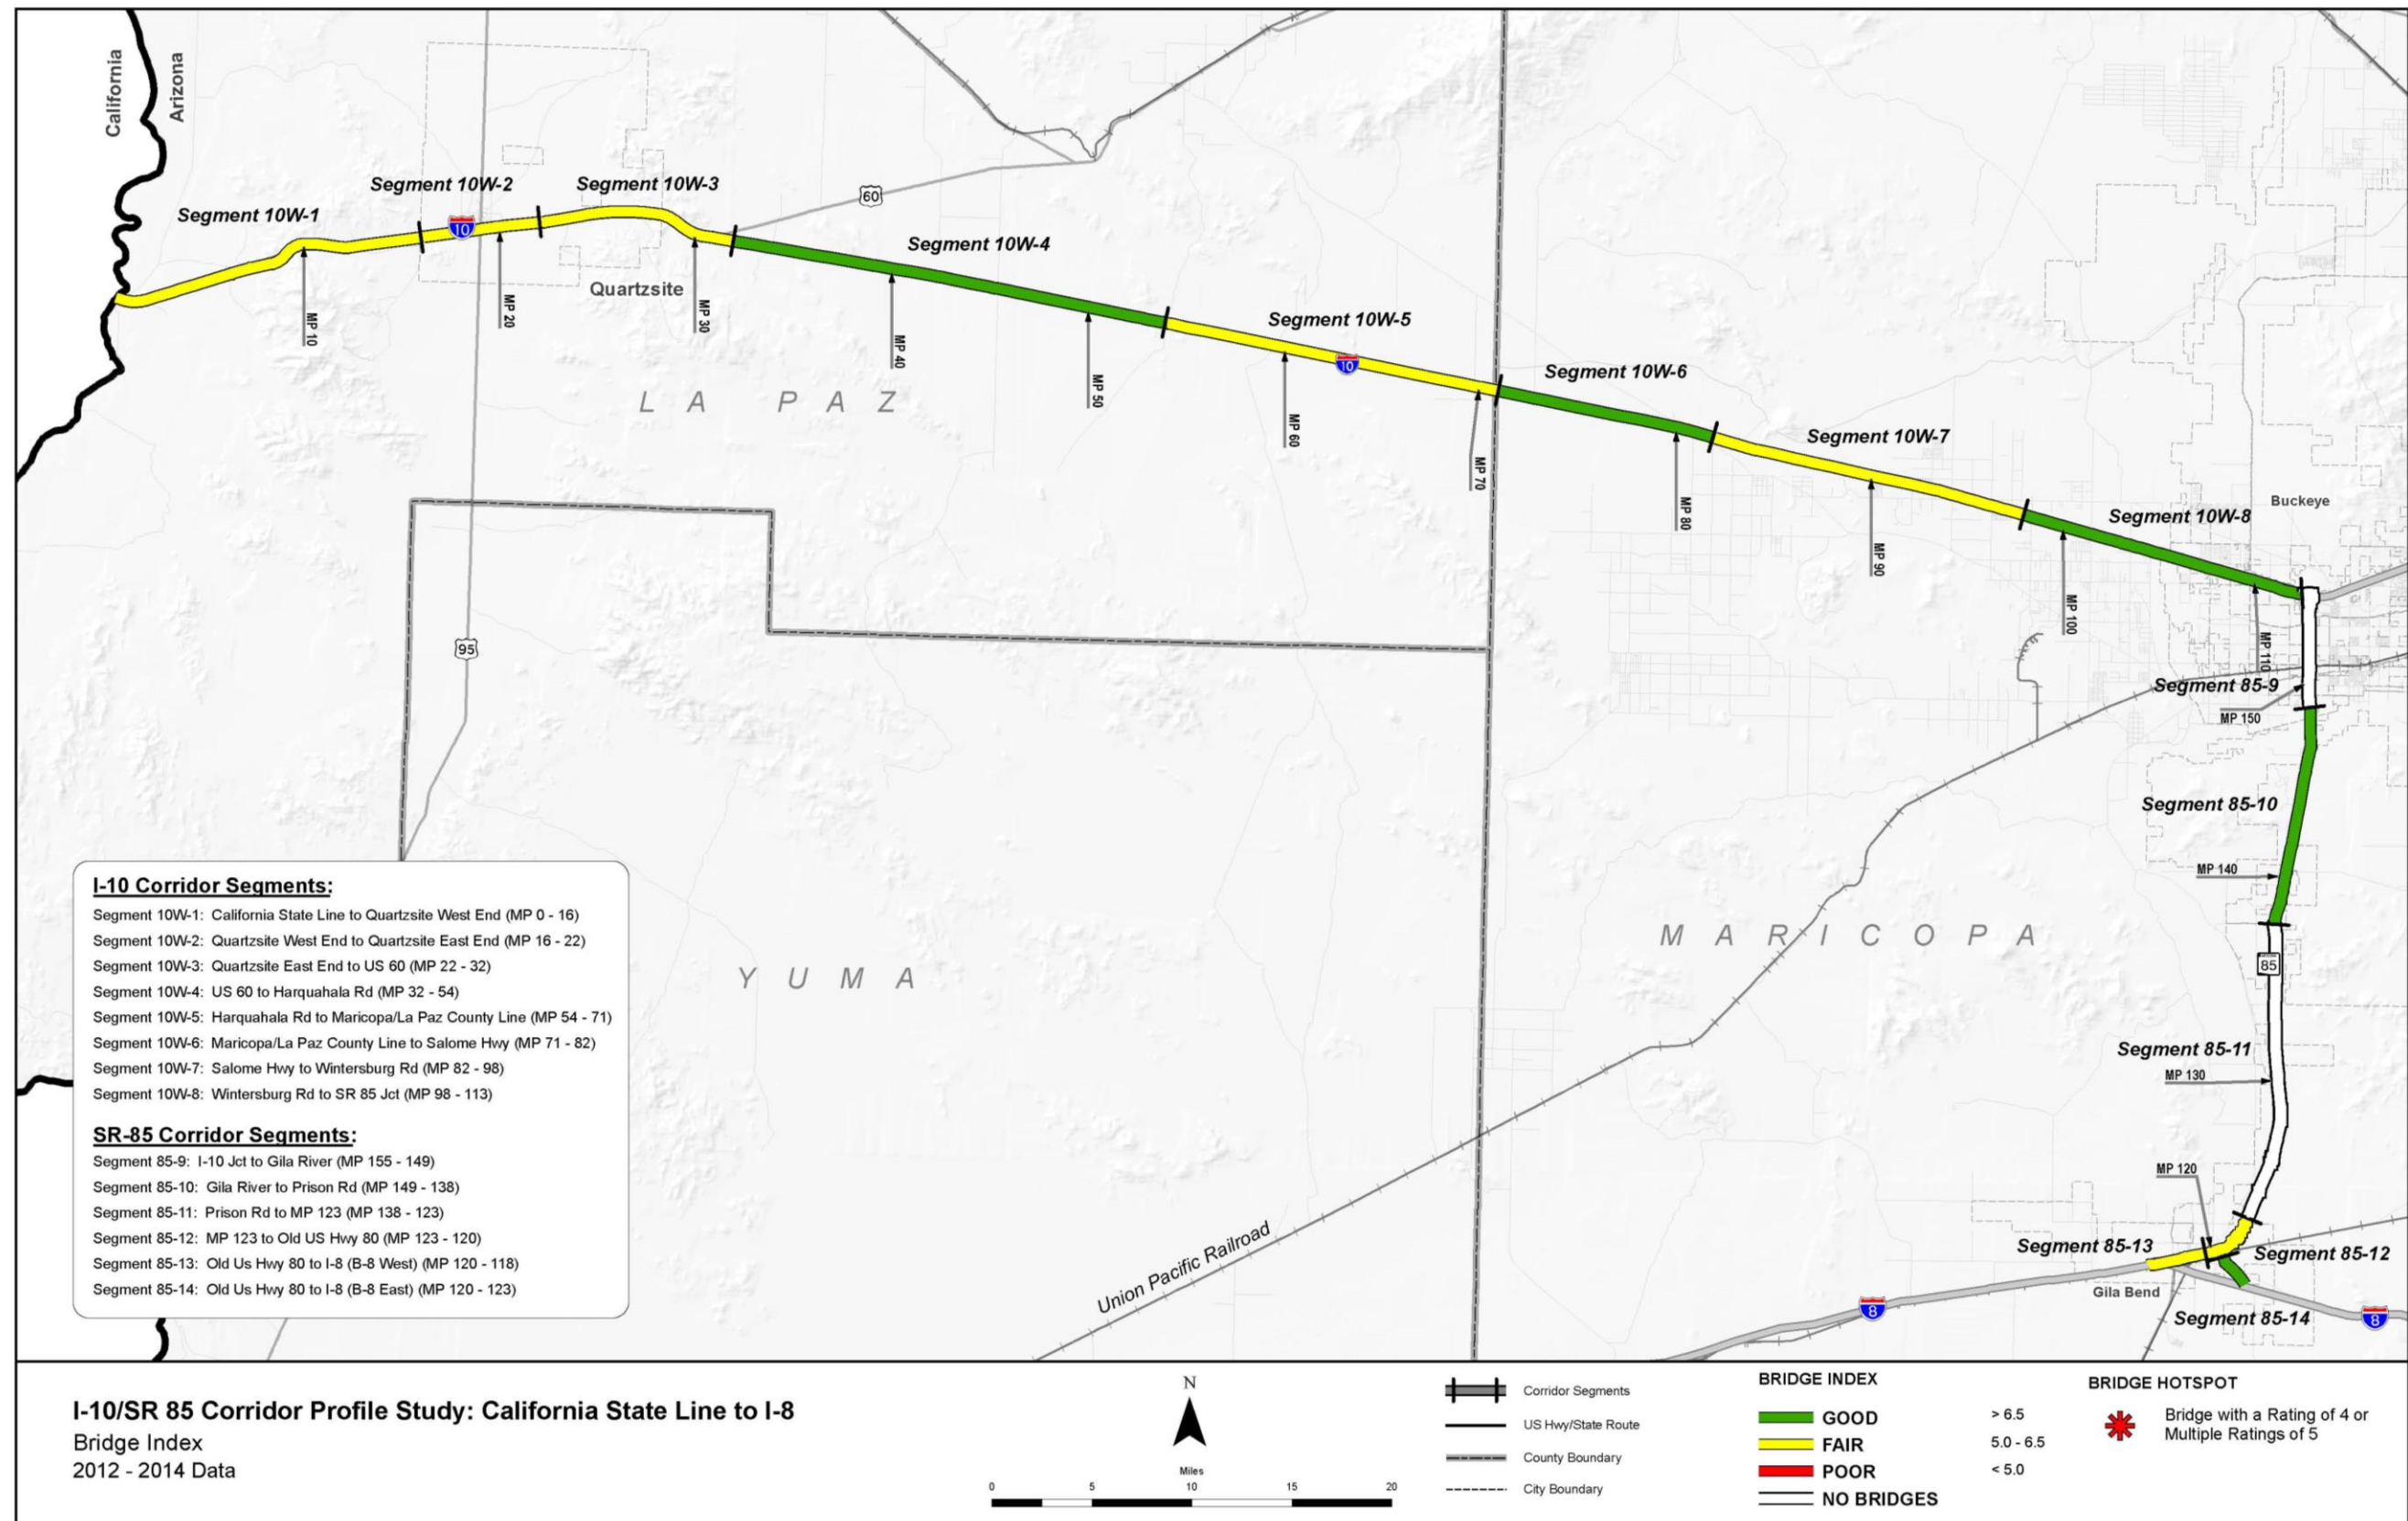 California
Arizona
Segment 10W-1
Segment 10W-2
Segment 10W-3
10
60
Segment 10W-4
Quartzsite
MP 10
MP 20
MP 30
MP 40
MP 50
Segment 10W-5
10
MP 60
MP 70
LA PAZ
Segment 10W-6
MP 80
Segment 10W-7
MP 90
Segment 10W-8
Buckeye
MP 100
MP 110
95
Segment 85-9
MP 150
Segment 85-10
MP 140
85
MARICOPA
YUMA
Segment 85-11
MP 130
MP 120
Segment 85-13
Segment 85-12
Gila Bend
Segment 85-14
8
8
Union Pacific Railroad
I-10 Corridor Segments:
Segment 10W-1: California State Line to Quartzsite West End (MP 0 - 16)
Segment 10W-2: Quartzsite West End to Quartzsite East End (MP 16 - 22)
Segment 10W-3: Quartzsite East End to US 60 (MP 22 - 32)
Segment 10W-4: US 60 to Harquahala Rd (MP 32 - 54)
Segment 10W-5: Harquahala Rd to Maricopa/La Paz County Line (MP 54 - 71)
Segment 10W-6: Maricopa/La Paz County Line to Salome Hwy (MP 71 - 82)
Segment 10W-7: Salome Hwy to Wintersburg Rd (MP 82 - 98)
Segment 10W-8: Wintersburg Rd to SR 85 Jct (MP 98 - 113)
SR-85 Corridor Segments:
Segment 85-9: I-10 Jct to Gila River (MP 155 - 149)
Segment 85-10: Gila River to Prison Rd (MP 149 - 138)
Segment 85-11: Prison Rd to MP 123 (MP 138 - 123)
Segment 85-12: MP 123 to Old US Hwy 80 (MP 123 - 120)
Segment 85-13: Old Us Hwy 80 to I-8 (B-8 West) (MP 120 - 118)
Segment 85-14: Old Us Hwy 80 to I-8 (B-8 East) (MP 120 - 123)
I-10/SR 85 Corridor Profile Study: California State Line to I-8
Bridge Index
2012 - 2014 Data
N
Miles
0 5 10 15 20
Corridor Segments
US Hwy/State Route
County Boundary
City Boundary
BRIDGE INDEX
GOOD > 6.5
FAIR 5.0 - 6.5
POOR < 5.0
NO BRIDGES
BRIDGE HOTSPOT
Bridge with a Rating of 4 or
Multiple Ratings of 5